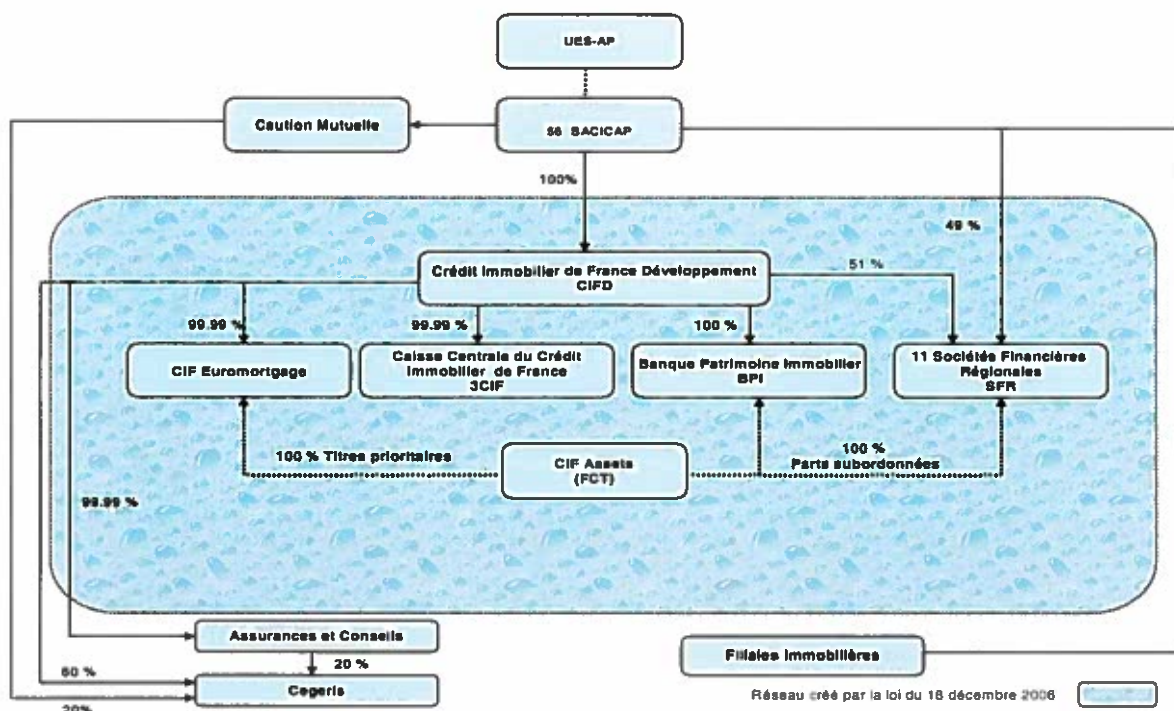 UES-AP
Caution Mutuelle
56 SACICAP
100%
49 %
Crédit Immobilier de France Développement
CIFD
51 %
99.99 %
99.99 %
100 %
CIF Euromortgage
Caisse Centrale du Crédit
Immobilier de France
3CIF
Banque Patrimoine Immobilier
BPI
11 Sociétés Financières
Régionales
SFR
100 % Titres prioritaires
CIF Assets
(FCT)
100 %
Parts subordonnées
99.99 %
Assurances et Conseils
20 %
60 %
Cegeris
20%
Filiales Immobilières
Réseau créé par la loi du 18 décembre 2006